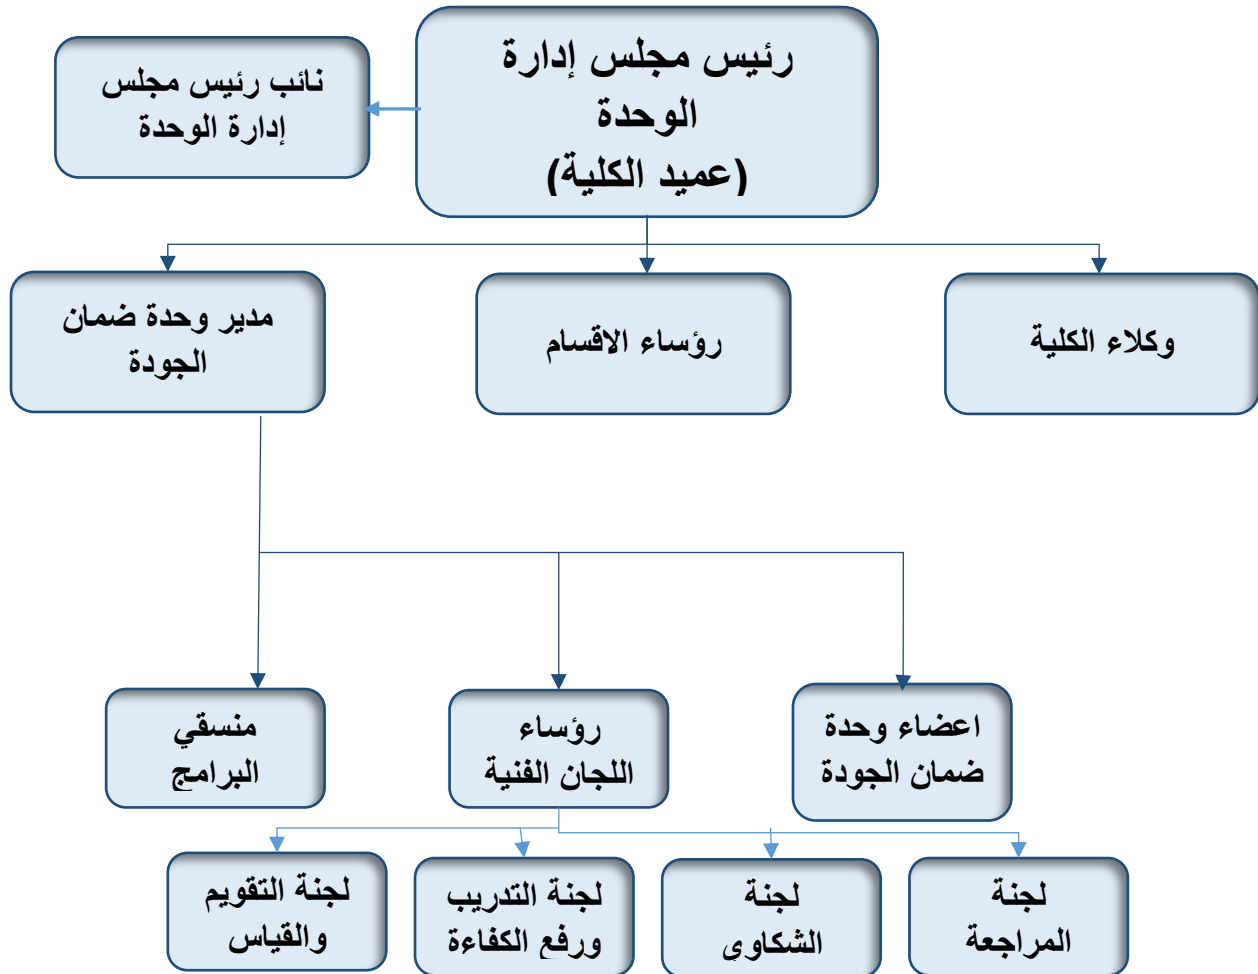 رئيس مجلس إدارة
الوحدة
(عميد الكلية)
نائب رئيس مجلس
إدارة الوحدة
وكلاء الكلية
رؤساء الاقسام
مدير وحدة ضمان
الجودة
اعضاء وحدة
ضمان الجودة
رؤساء
اللجان الفنية
منسقي
البرامج
لجنة
المراجعة
لجنة
الشكاوى
لجنة التدريب
ورفع الكفاءة
لجنة التقويم
والقياس